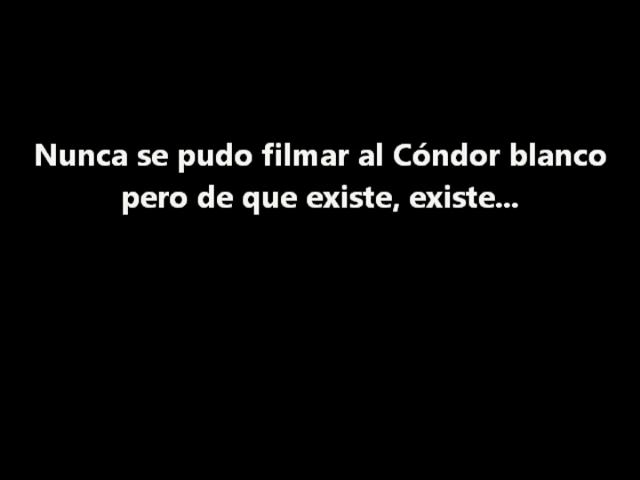 Nunca se pudo filmar al Cóndor blanco
pero de que existe, existe...